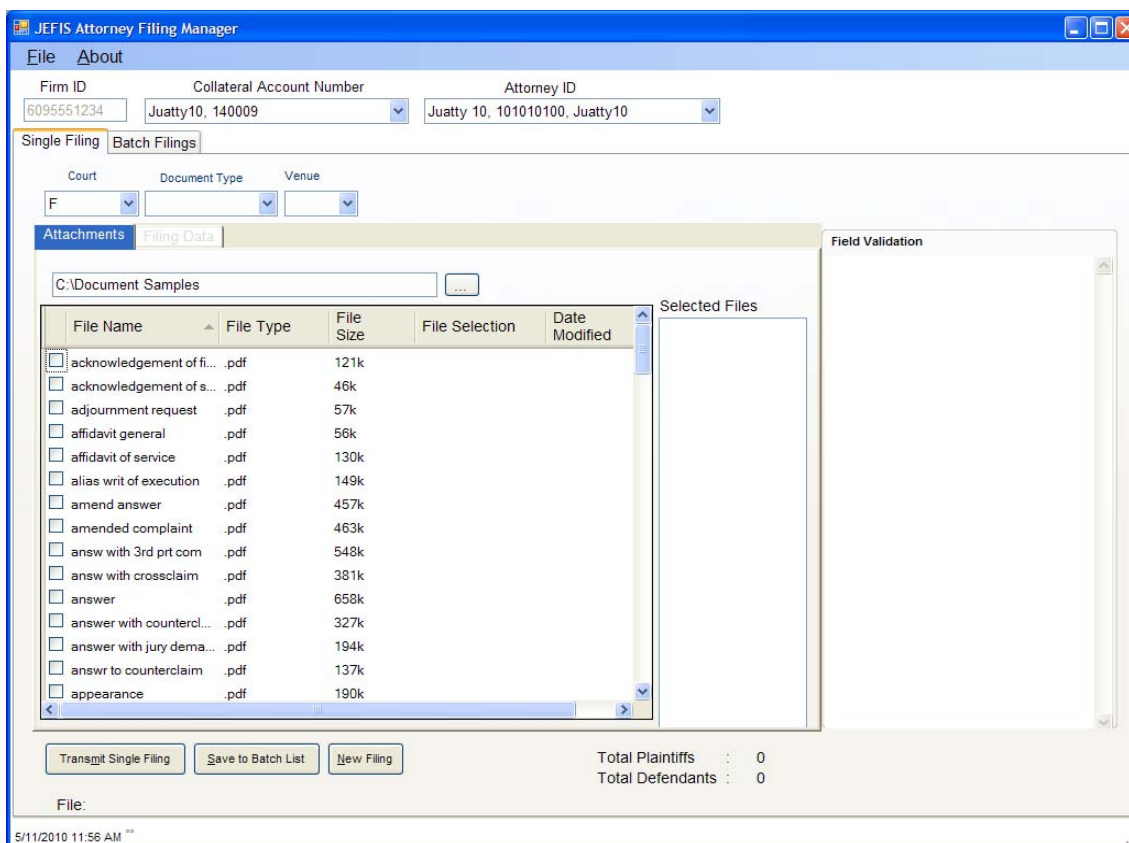 JEFIS Attorney Filing Manager
File About
Firm ID Collateral Account Number Attorney ID
6095551234 Juatty10, 140009 Juatty 10, 101010100, Juatty10
Single Filing Batch Filings
Court Document Type Venue
F
Attachments Filing Data
Field Validation
C:\Document Samples ...
Selected Files
File Name File Type File Size File Selection Date Modified
acknowledgement of fi... .pdf 121k
acknowledgement of s... .pdf 46k
adjournment request .pdf 57k
affidavit general .pdf 56k
affidavit of service .pdf 130k
alias writ of execution .pdf 149k
amend answer .pdf 457k
amended complaint .pdf 463k
answ with 3rd prt com .pdf 548k
answ with crossclaim .pdf 381k
answer .pdf 658k
answer with countercl... .pdf 327k
answer with jury dema... .pdf 194k
answr to counterclaim .pdf 137k
appearance .pdf 190k
Transmit Single Filing Save to Batch List New Filing
Total Plaintiffs : 0
Total Defendants : 0
File:
5/11/2010 11:56 AM ""